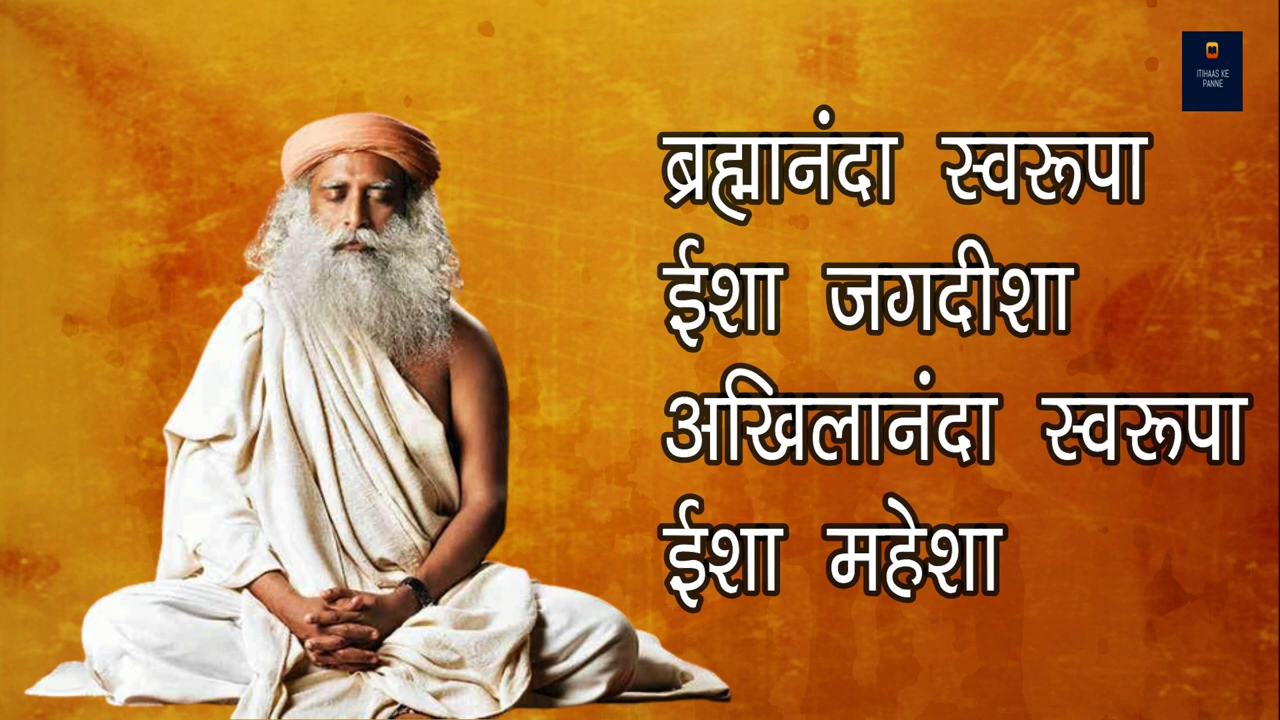 ITIHAAS KE
PANNE
ब्रह्मानंदा स्वरूपा
ईशा जगदीशा
अखिलानंदा स्वरूपा
ईशा महेशा